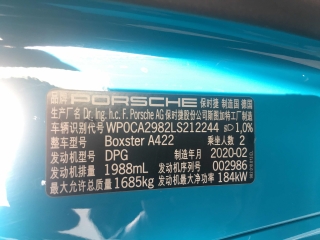 品牌 PORSCHE 保时捷 制造国 德国
生产厂名 Dr. Ing. h.c. F. Porsche AG 保时捷股份公司斯图加特工厂制造
车辆识别代号 WP0CA2982LS212244 1,0%
整车型号 Boxster A422 乘坐人数 2
发动机型号 DPG 制造年月 2020-02
发动机排量 1988mL 发动机序列号 002986
最大允许总质量 1685kg 发动机最大净功率 184kW